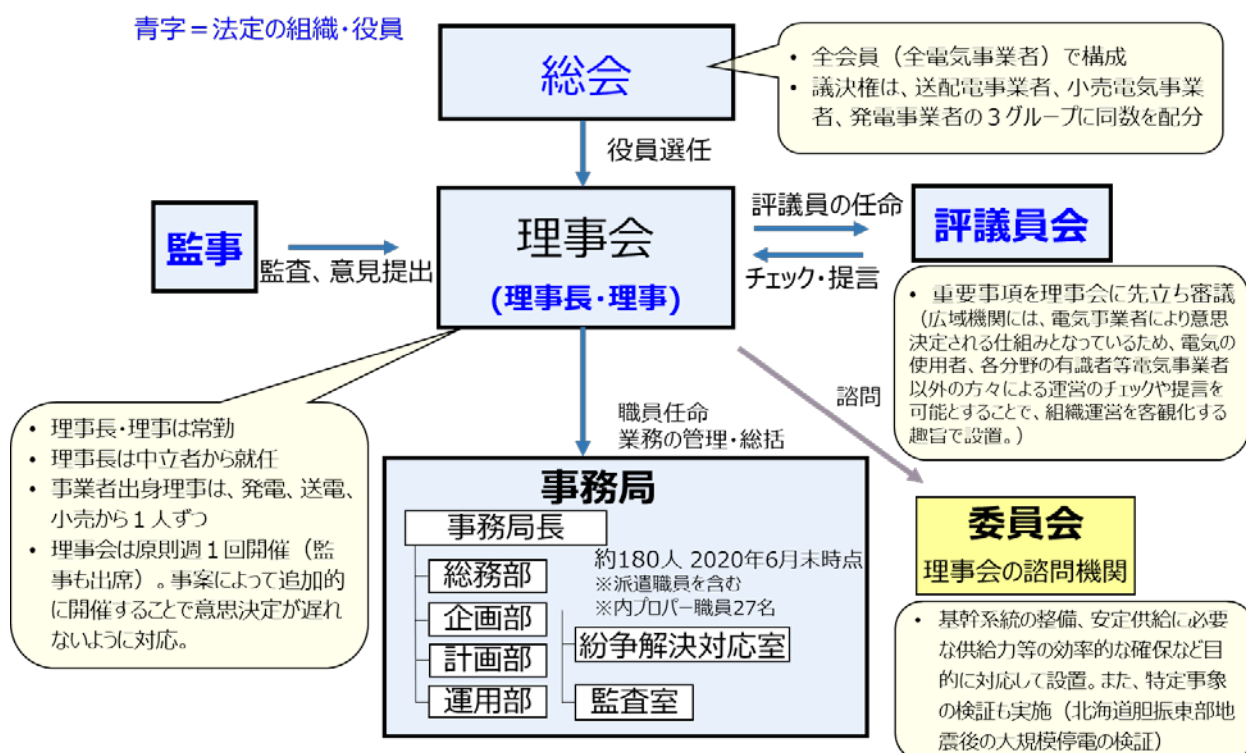 青字＝法定の組織・役員
総会
• 全会員（全電気事業者）で構成
• 議決権は、送配電事業者、小売電気事業
者、発電事業者の３グループに同数を配分
役員選任
監事
監査、意見提出
理事会
(理事長・理事)
評議員の任命
チェック・提言
評議員会
• 重要事項を理事会に先立ち審議
（広域機関には、電気事業者により意思
決定される仕組みとなっているため、電気の
使用者、各分野の有識者等電気事業者
以外の方々による運営のチェックや提言を
可能とすることで、組織運営を客観化する
趣旨で設置。）
• 理事長・理事は常勤
• 理事長は中立者から就任
• 事業者出身理事は、発電、送電、
小売から１人ずつ
• 理事会は原則週１回開催（監
事も出席）。事案によって追加的
に開催することで意思決定が遅れ
ないように対応。
職員任命
業務の管理・総括
諮問
事務局
事務局長
総務部
企画部
計画部
運用部
約180人 2020年6月末時点
※派遣職員を含む
※内プロパー職員27名
紛争解決対応室
監査室
委員会
理事会の諮問機関
• 基幹系統の整備、安定供給に必要
な供給力等の効率的な確保など目
的に対応して設置。また、特定事象
の検証も実施（北海道胆振東部地
震後の大規模停電の検証）